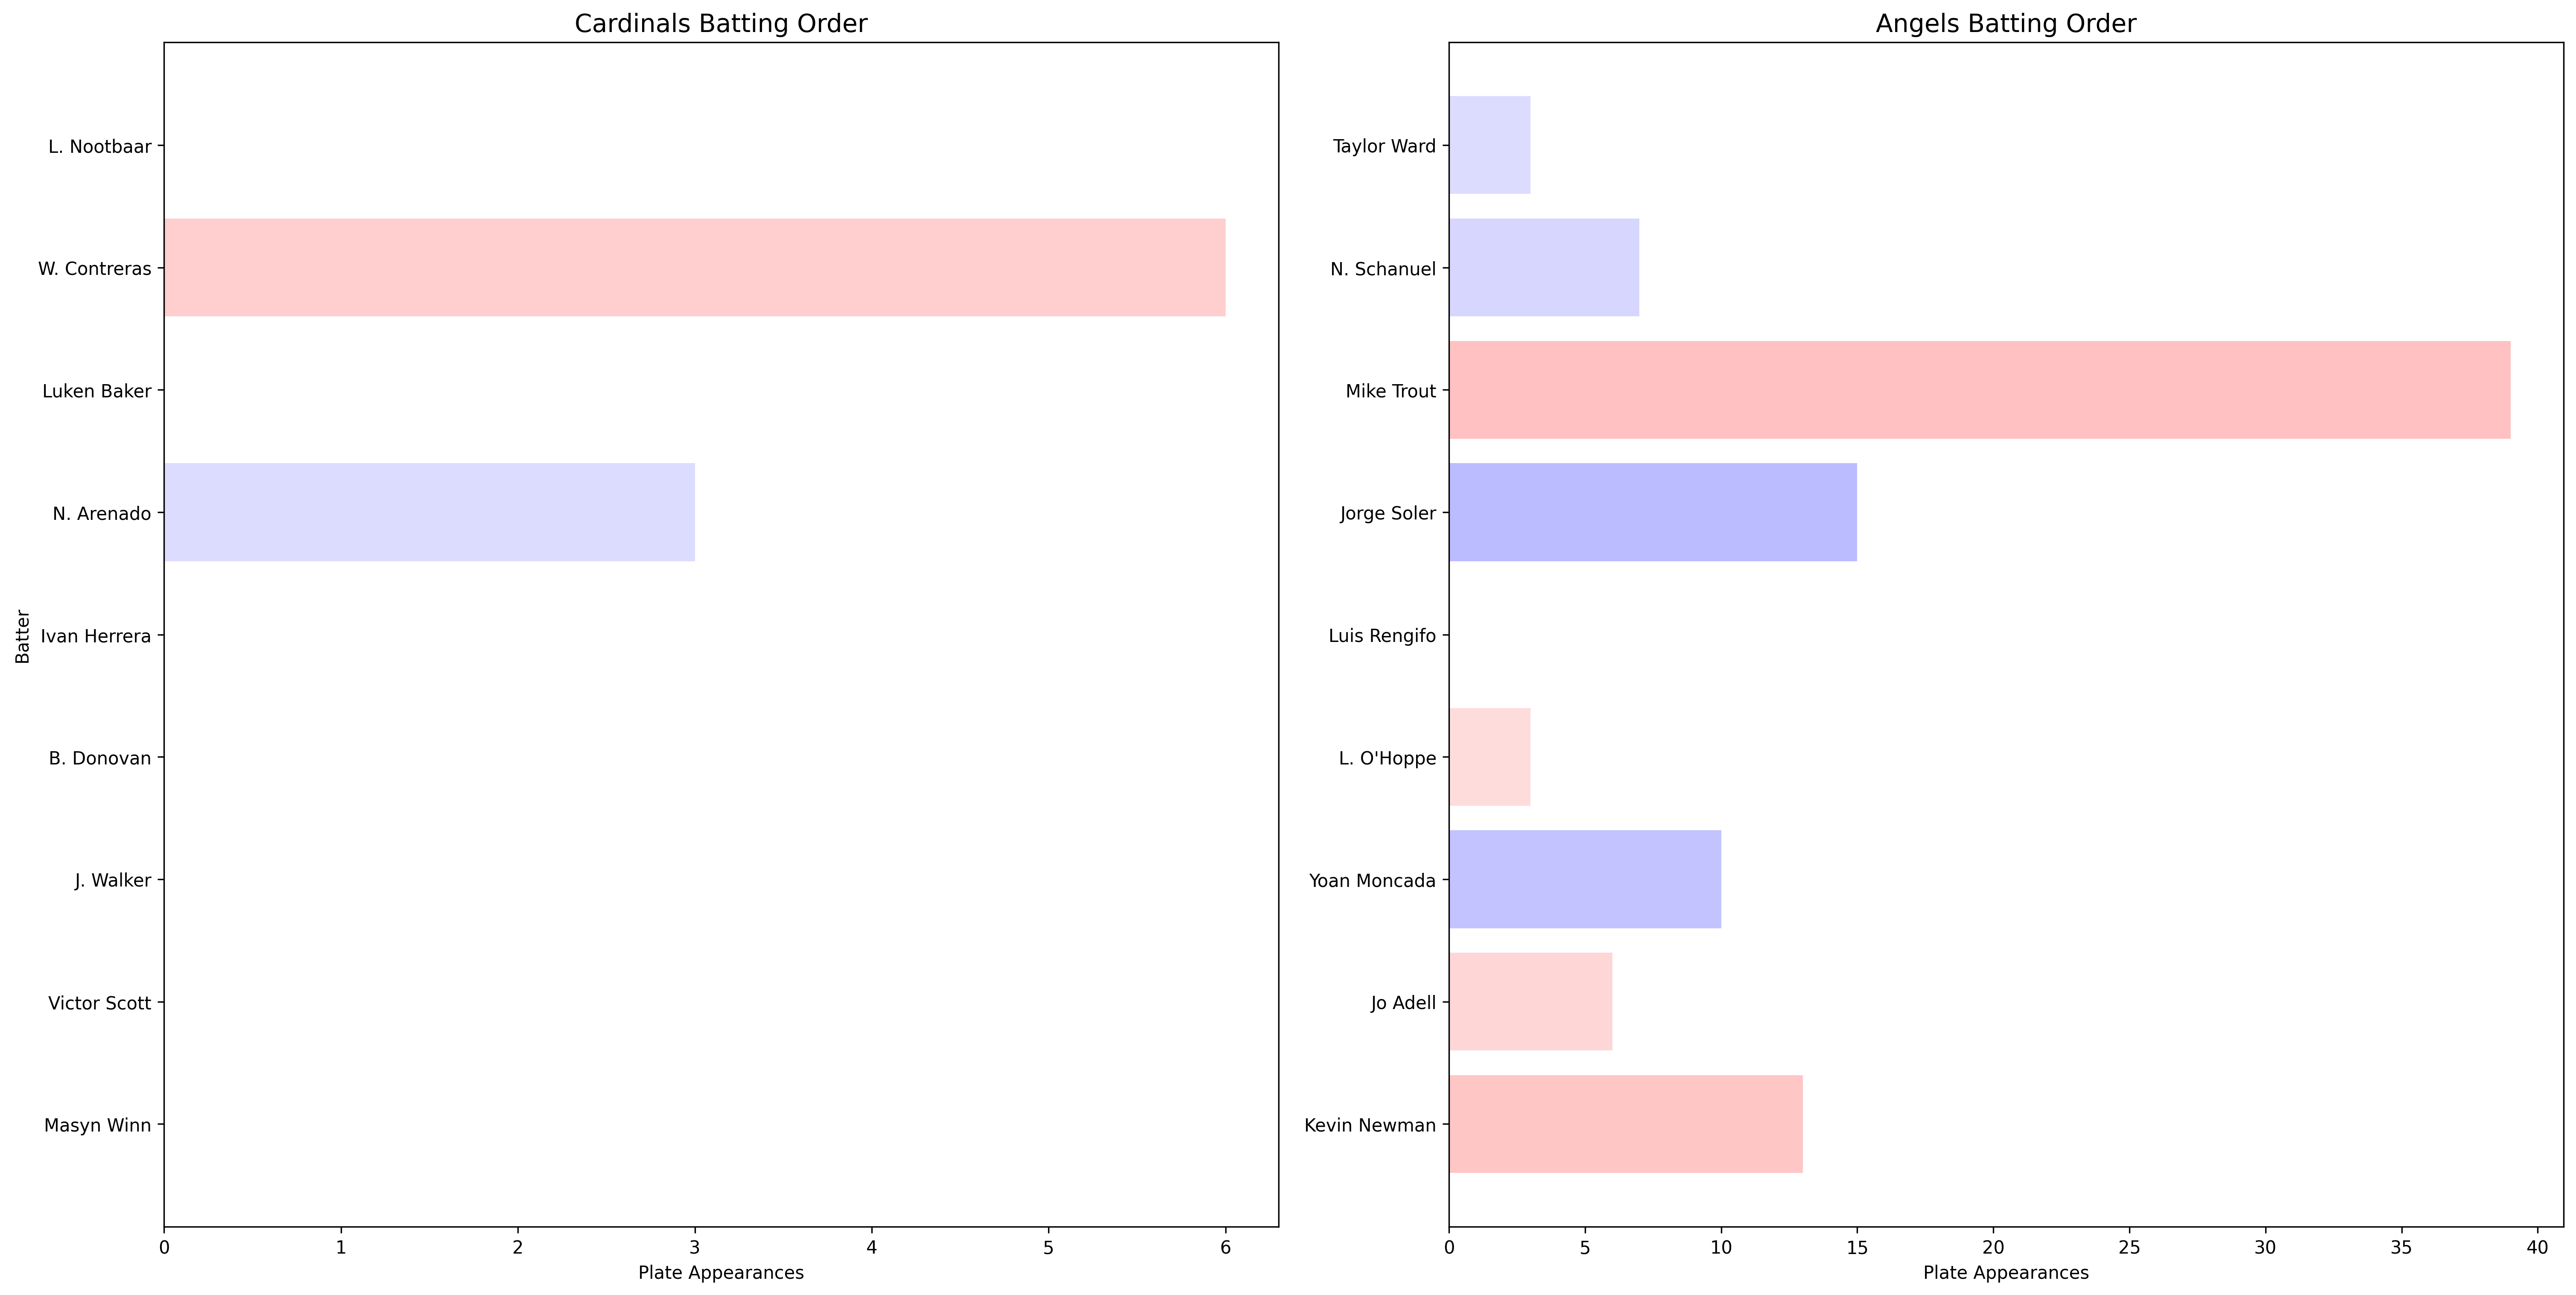 Cardinals Batting Order
Batter
L. Nootbaar
W. Contreras
Luken Baker
N. Arenado
Ivan Herrera
B. Donovan
J. Walker
Victor Scott
Masyn Winn
0 1 2 3 4 5 6
Plate Appearances
Angels Batting Order
Taylor Ward
N. Schanuel
Mike Trout
Jorge Soler
Luis Rengifo
L. O'Hoppe
Yoan Moncada
Jo Adell
Kevin Newman
0 5 10 15 20 25 30 35 40
Plate Appearances